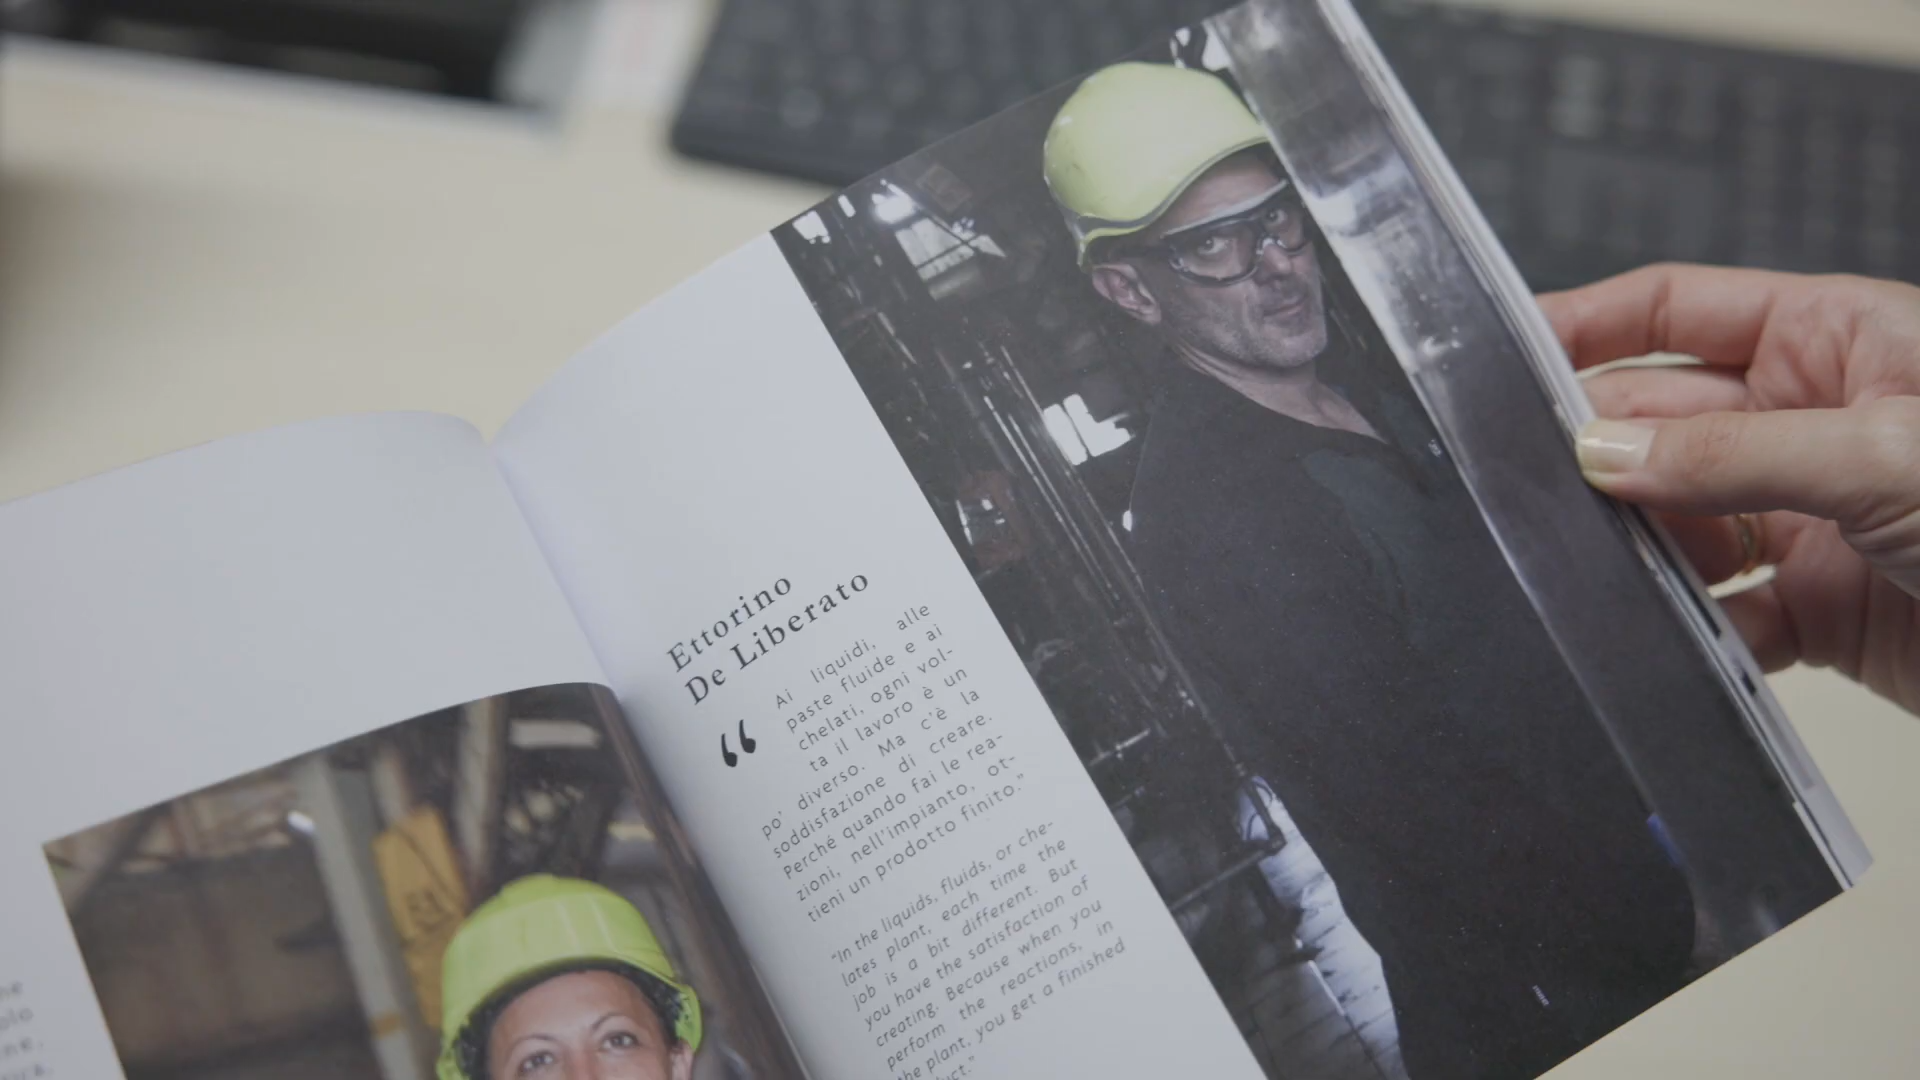 Ettorino
De Liberato
“
Ai liquidi, alle
paste fluide e ai
chelati, ogni vol-
ta il lavoro è un
po’ diverso. Ma c’è la
soddisfazione di creare.
Perché quando fai le rea-
zioni, nell’impianto, ot-
tieni un prodotto finito.”
“In the liquids, fluids, or che-
lates plant, each time the
job is a bit different. But
you have the satisfaction of
creating. Because when you
perform the reactions, in
the plant, you get a finished